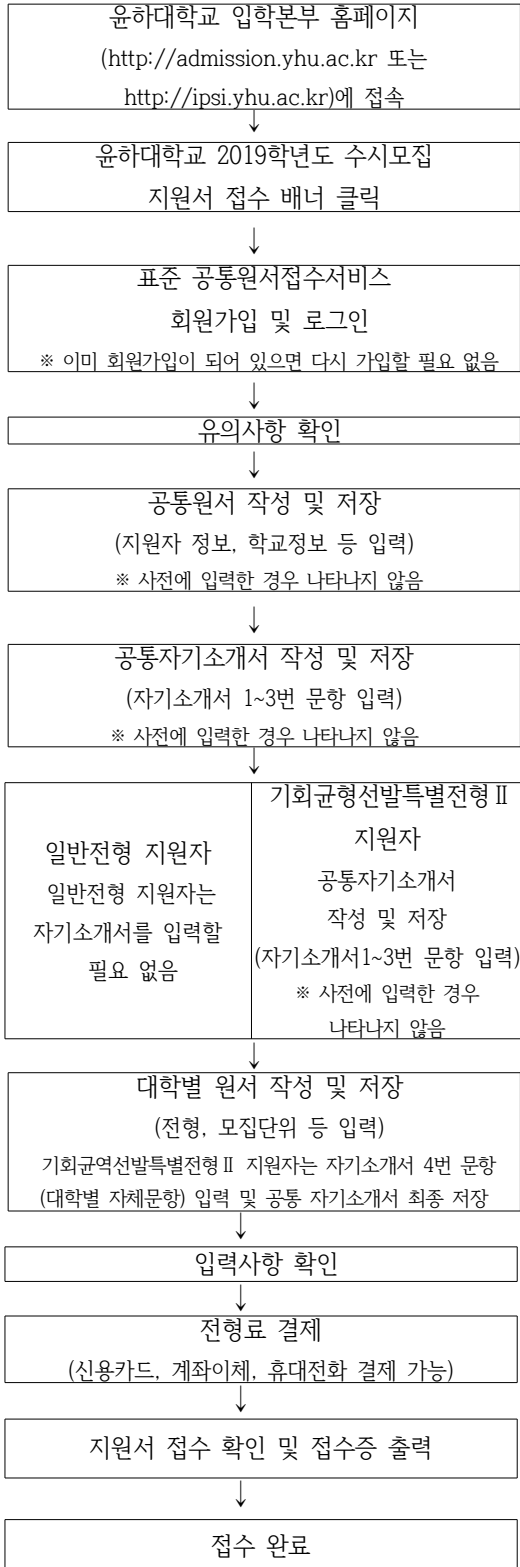 윤하대학교 입학본부 홈페이지
(http://admission.yhu.ac.kr 또는
http://ipsi.yhu.ac.kr)에 접속
↓
윤하대학교 2019학년도 수시모집
지원서 접수 배너 클릭
↓
표준 공통원서접수서비스
회원가입 및 로그인
※ 이미 회원가입이 되어 있으면 다시 가입할 필요 없음
↓
유의사항 확인
↓
공통원서 작성 및 저장
(지원자 정보, 학교정보 등 입력)
※ 사전에 입력한 경우 나타나지 않음
↓
공통자기소개서 작성 및 저장
(자기소개서 1~3번 문항 입력)
※ 사전에 입력한 경우 나타나지 않음
↓
일반전형 지원자
일반전형 지원자는
자기소개서를 입력할
필요 없음
기회균형선발특별전형Ⅱ
지원자
공통자기소개서
작성 및 저장
(자기소개서1~3번 문항 입력)
※ 사전에 입력한 경우
나타나지 않음
↓
대학별 원서 작성 및 저장
(전형, 모집단위 등 입력)
기회균역선발특별전형Ⅱ 지원자는 자기소개서 4번 문항
(대학별 자체문항) 입력 및 공통 자기소개서 최종 저장
↓
입력사항 확인
↓
전형료 결제
(신용카드, 계좌이체, 휴대전화 결제 가능)
↓
지원서 접수 확인 및 접수증 출력
↓
접수 완료